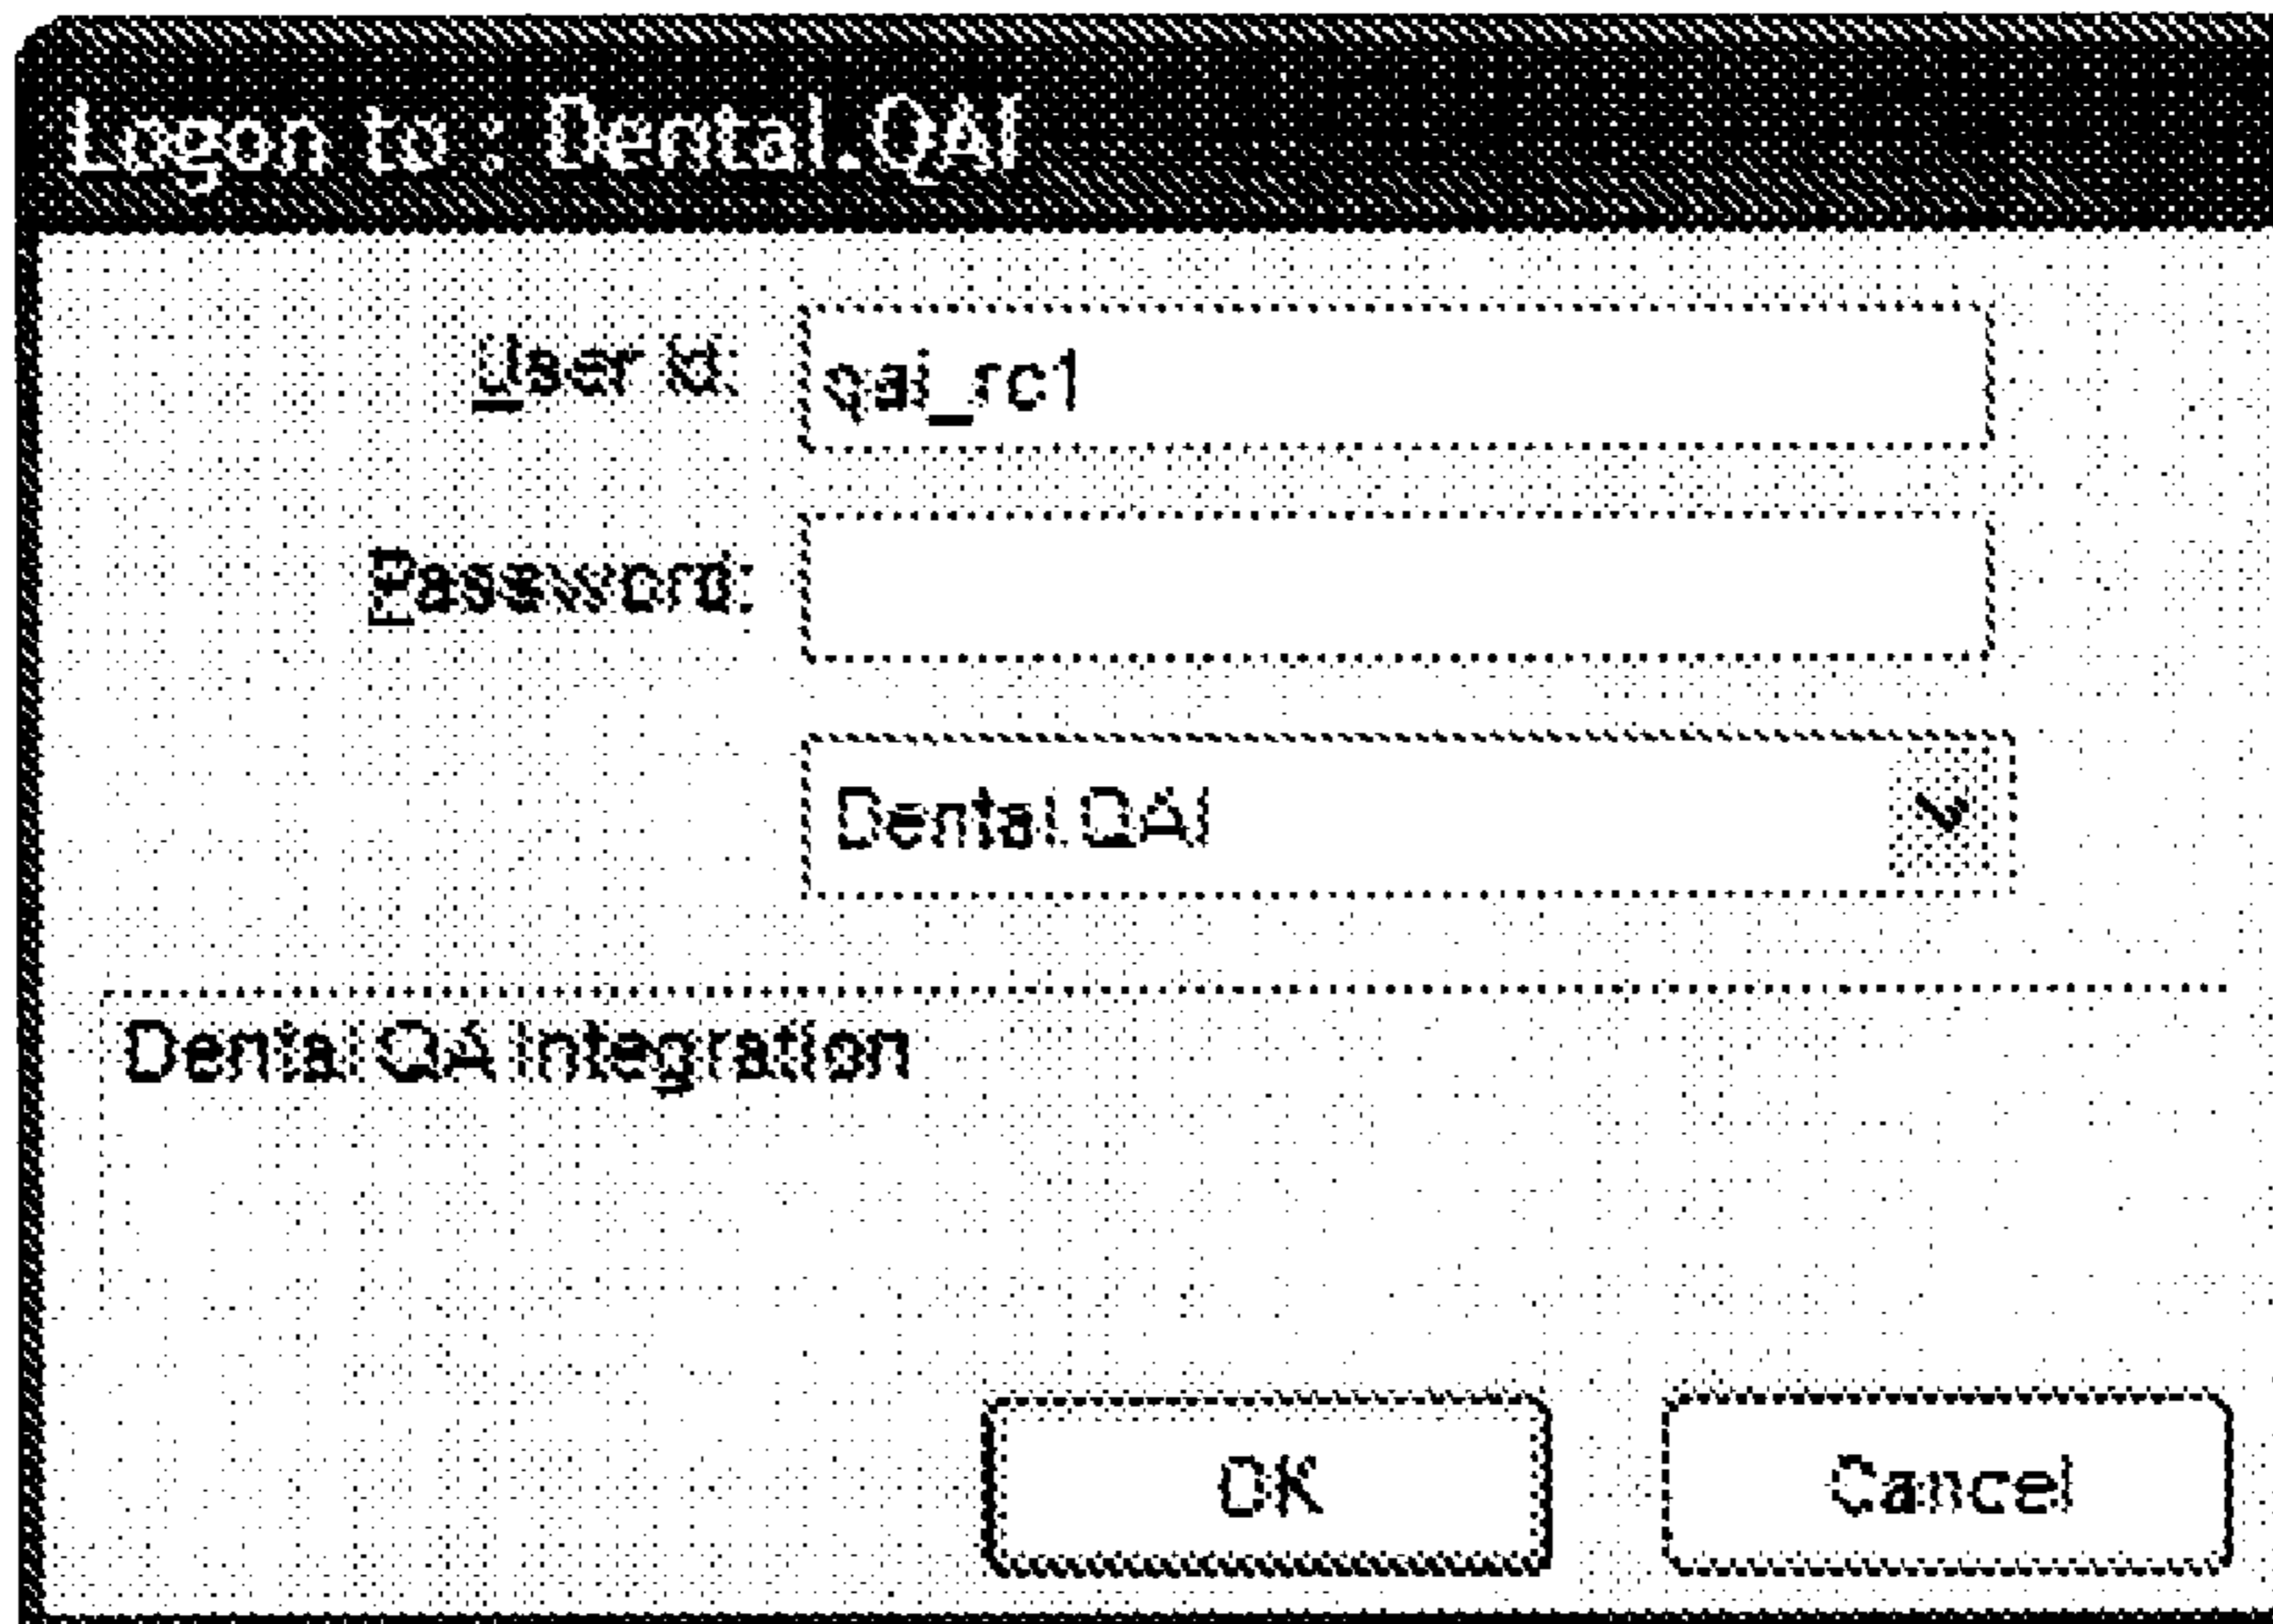 Logon to : Dental.QAI
User Id: qai_rc1
Password:
Dental.QAI
Dental QA Integration
OK Cancel